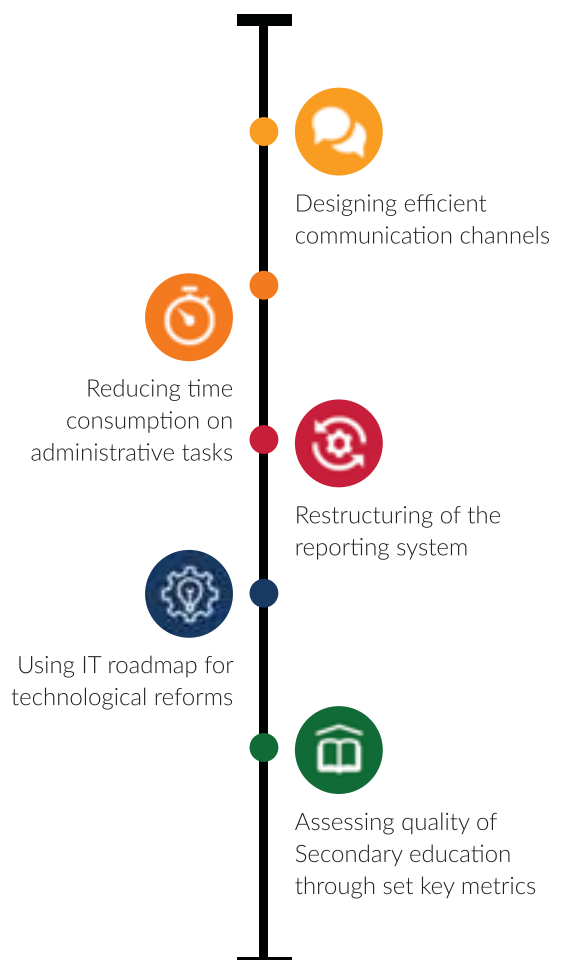 Designing efficient
communication channels
Reducing time
consumption on
administrative tasks
Restructuring of the
reporting system
Using IT roadmap for
technological reforms
Assessing quality of
Secondary education
through set key metrics